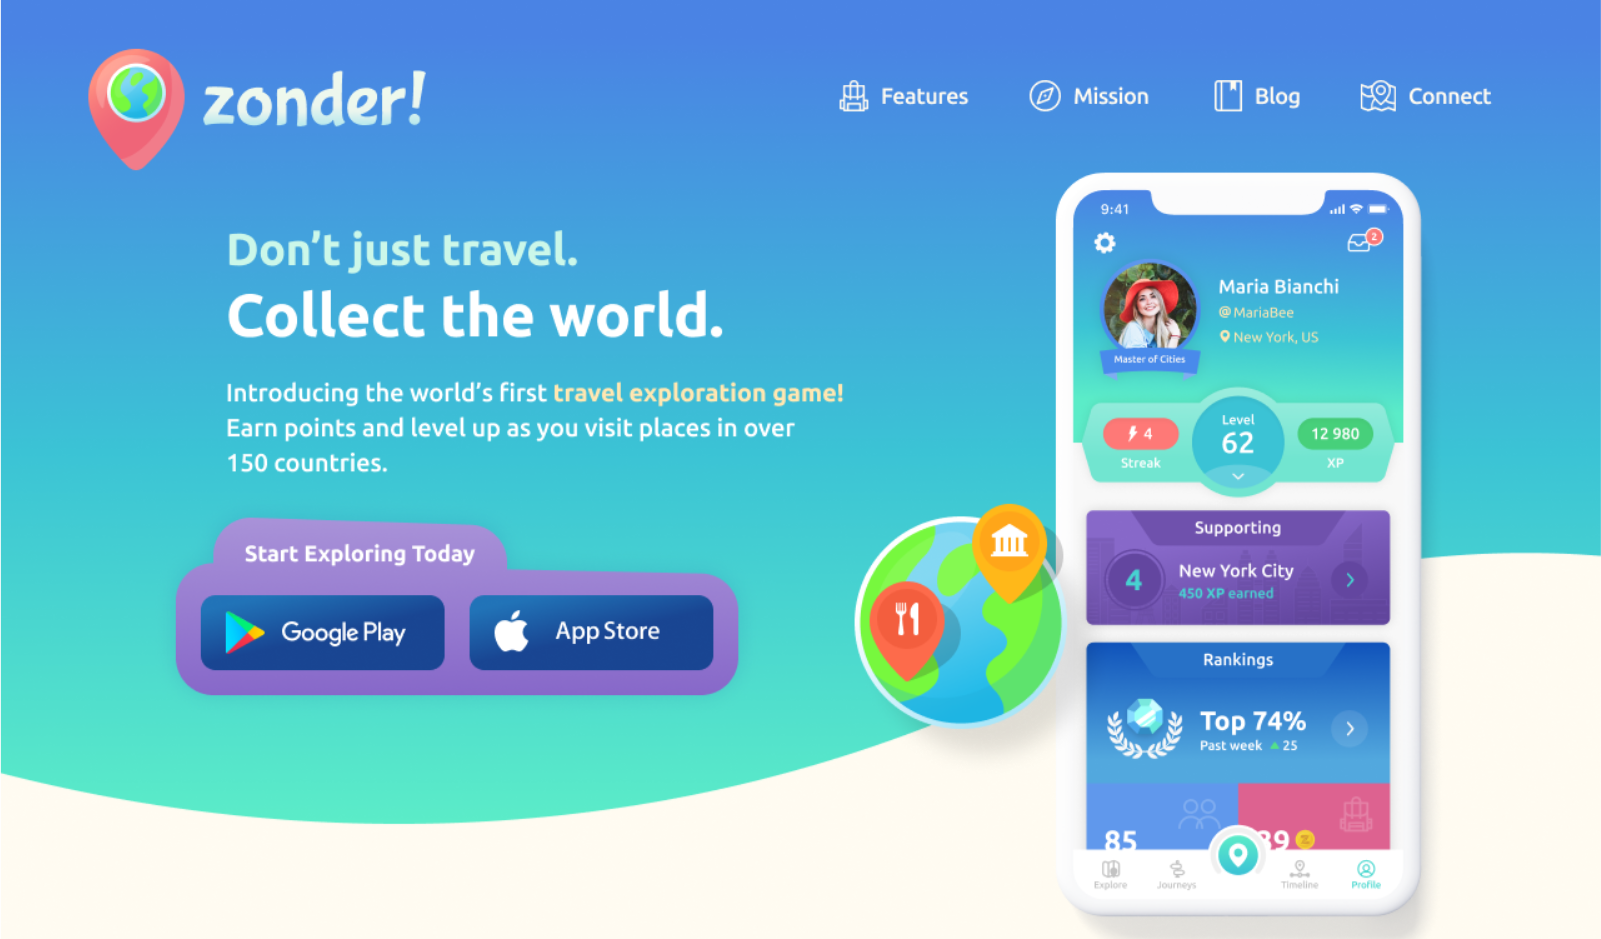 zonder!
Features
Mission
Blog
Connect
Don't just travel.
Collect the world.
Introducing the world's first travel exploration game!
Earn points and level up as you visit places in over
150 countries.
Start Exploring Today
Google Play
App Store
9:41
2
Maria Bianchi
@MariaBee
New York, US
Master of Cities
4
Streak
Level
62
12 980
XP
Supporting
4
New York City
450 XP earned
Rankings
Top 74%
Past week ▲ 25
85
Explore
Journeys
Timeline
Profile